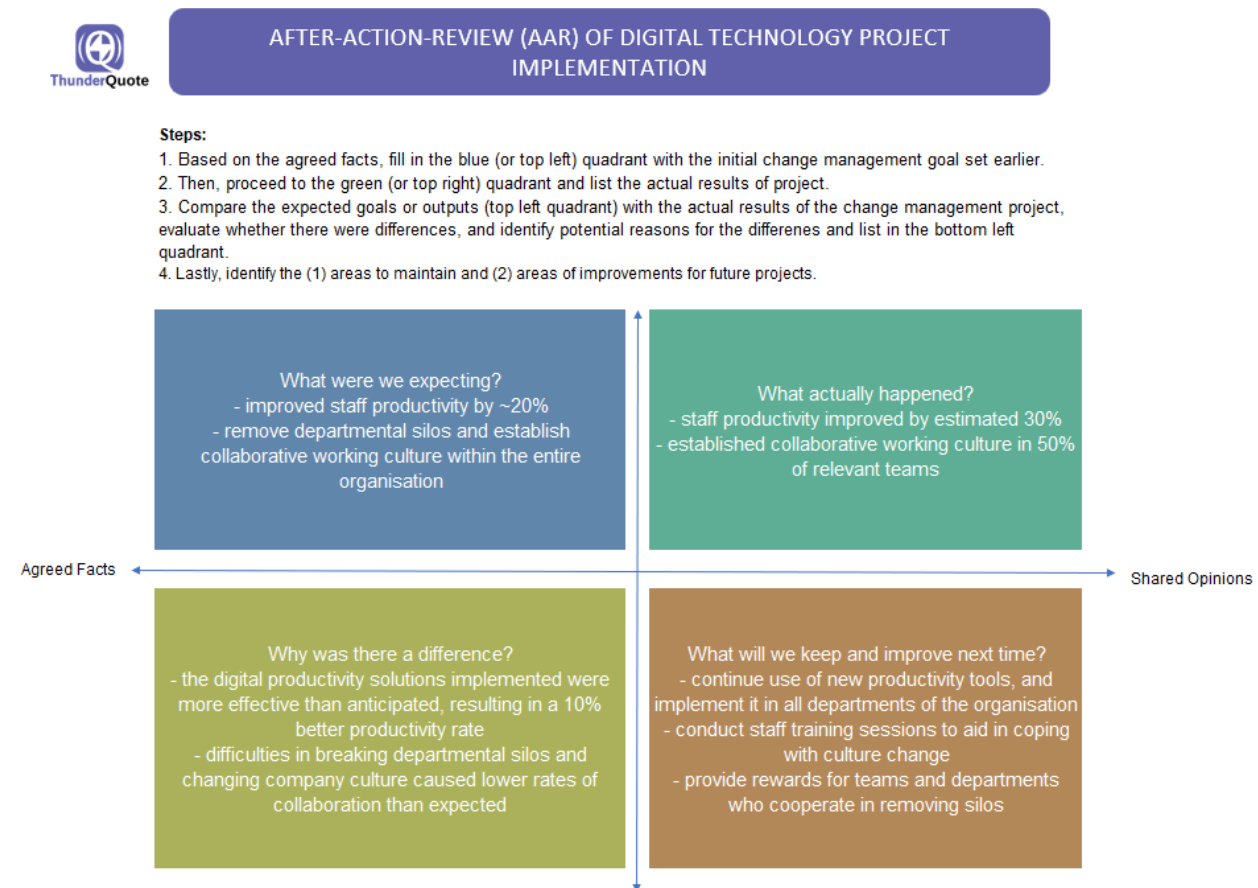 AFTER-ACTION-REVIEW (AAR) OF DIGITAL TECHNOLOGY PROJECT
IMPLEMENTATION
ThunderQuote
Steps:
1. Based on the agreed facts, fill in the blue (or top left) quadrant with the initial change management goal set earlier.
2. Then, proceed to the green (or top right) quadrant and list the actual results of project.
3. Compare the expected goals or outputs (top left quadrant) with the actual results of the change management project,
evaluate whether there were differences, and identify potential reasons for the differenes and list in the bottom left
quadrant.
4. Lastly, identify the (1) areas to maintain and (2) areas of improvements for future projects.
What were we expecting?
- improved staff productivity by ~20%
- remove departmental silos and establish
collaborative working culture within the entire
organisation
What actually happened?
- staff productivity improved by estimated 30%
- established collaborative working culture in 50%
of relevant teams
Agreed Facts
Shared Opinions
Why was there a difference?
- the digital productivity solutions implemented were
more effective than anticipated, resulting in a 10%
better productivity rate
- difficulties in breaking departmental silos and
changing company culture caused lower rates of
collaboration than expected
What will we keep and improve next time?
- continue use of new productivity tools, and
implement it in all departments of the organisation
- conduct staff training sessions to aid in coping
with culture change
- provide rewards for teams and departments
who cooperate in removing silos